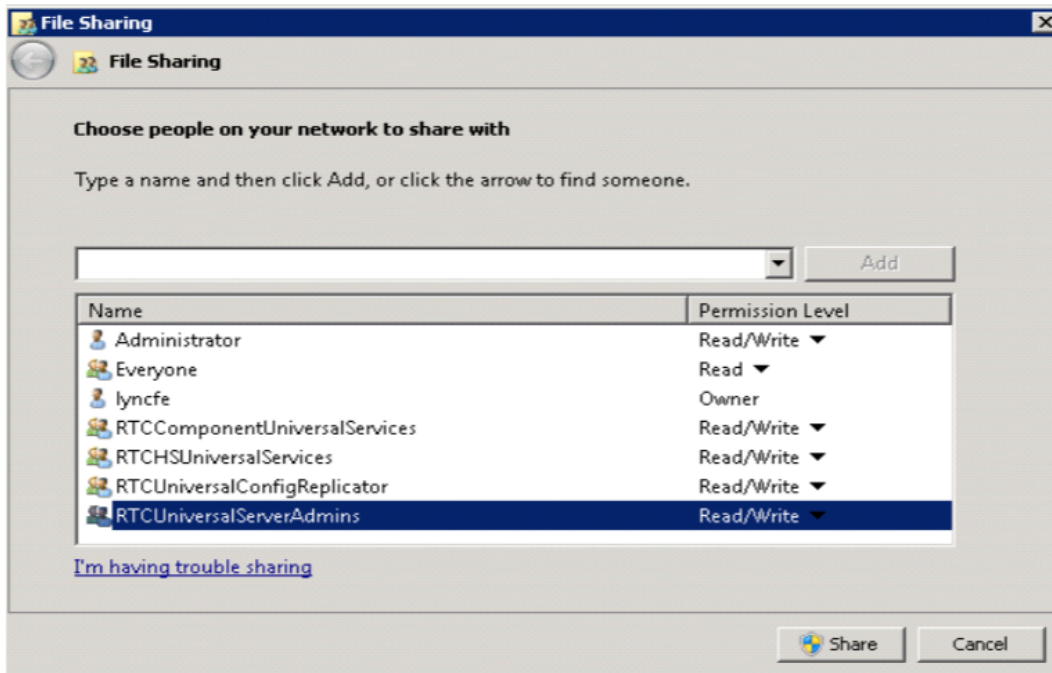 File Sharing
File Sharing
Choose people on your network to share with
Type a name and then click Add, or click the arrow to find someone.
Add
Name Permission Level
Administrator Read/Write
Everyone Read
lyncfe Owner
RTCComponentUniversalServices Read/Write
RTCHSUniversalServices Read/Write
RTCUniversalConfigReplicator Read/Write
RTCUniversalServerAdmins Read/Write
I'm having trouble sharing
Share Cancel